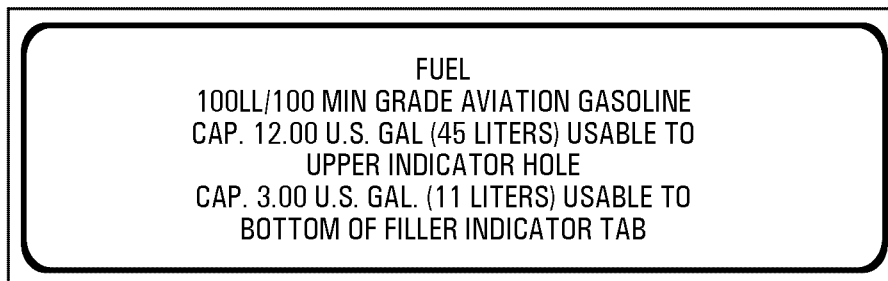 FUEL
100LL/100 MIN GRADE AVIATION GASOLINE
CAP. 12.00 U.S. GAL (45 LITERS) USABLE TO
UPPER INDICATOR HOLE
CAP. 3.00 U.S. GAL. (11 LITERS) USABLE TO
BOTTOM OF FILLER INDICATOR TAB